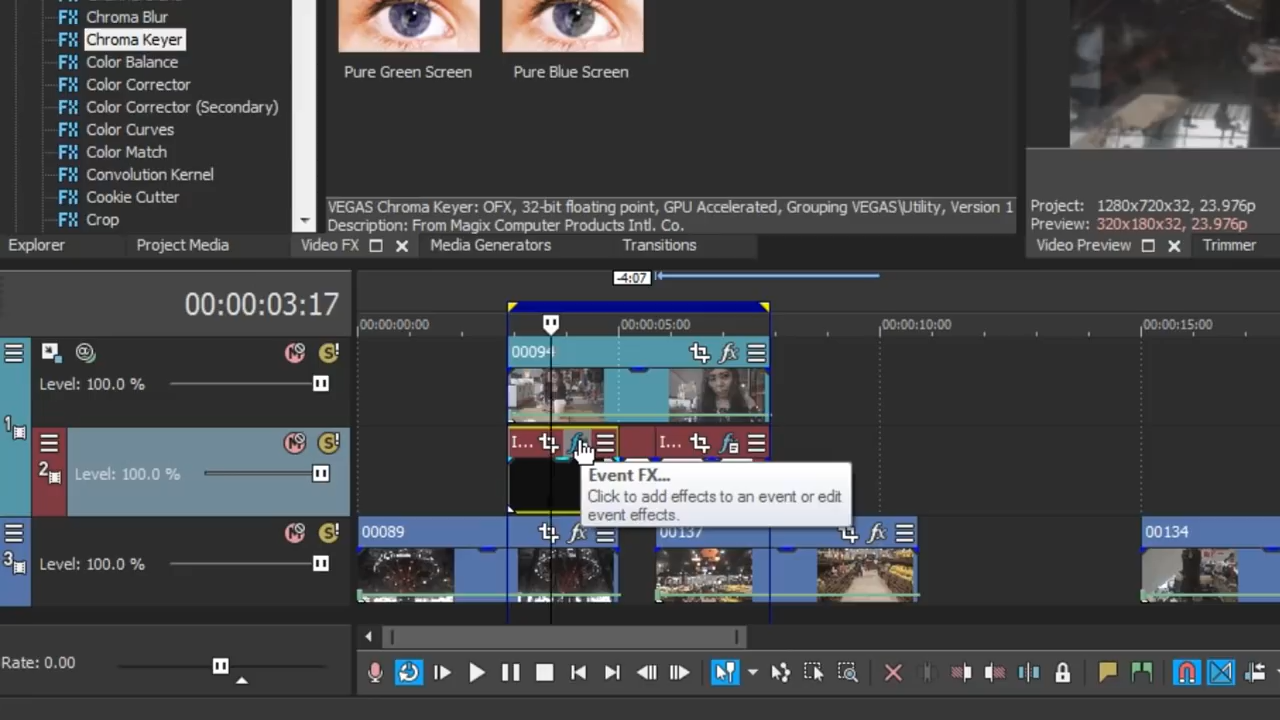 Chroma Blur
Chroma Keyer
Color Balance
Color Corrector
Color Corrector (Secondary)
Color Curves
Color Match
Convolution Kernel
Cookie Cutter
Crop
Pure Green Screen
Pure Blue Screen
VEGAS Chroma Keyer: OFX, 32-bit floating point, GPU Accelerated, Grouping VEGAS\Utility, Version 1
Description: From Magix Computer Products Intl. Co.
Project: 1280x720x32, 23.976p
Preview: 320x180x32, 23.976p
Explorer
Project Media
Video FX
Media Generators
Transitions
Video Preview
Trimmer
-4:07
00:00:03:17
00:00:00:00
00:00:05:00
00:00:10:00
00:00:15:00
1
Level: 100.0 %
00094
2
Level: 100.0 %
I...
I...
Event FX...
Click to add effects to an event or edit
event effects.
3
Level: 100.0 %
00089
00137
00134
Rate: 0.00